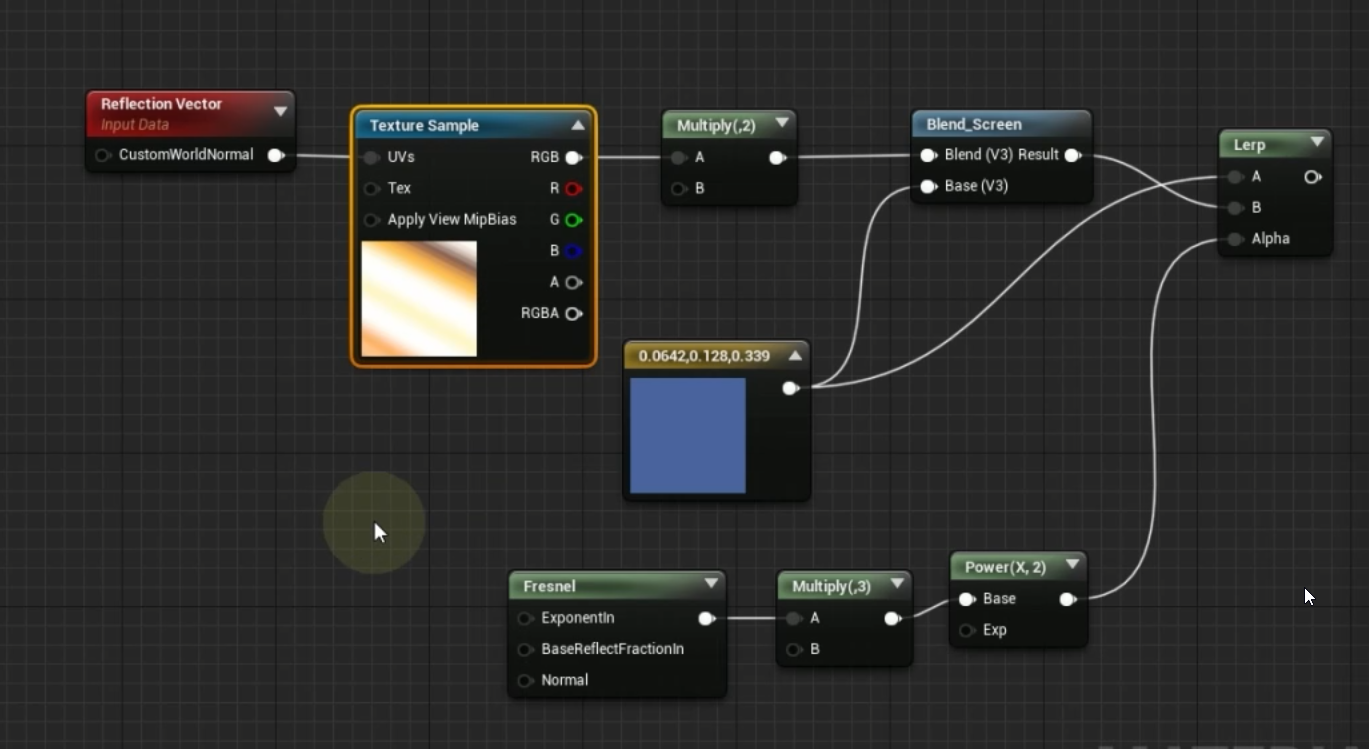 Reflection Vector
Input Data
CustomWorldNormal
Texture Sample
UVs RGB
Tex R
Apply View MipBias G
B
A
RGBA
Multiply(,2)
A
B
Blend_Screen
Blend (V3) Result
Base (V3)
Lerp
A
B
Alpha
0.0642,0.128,0.339
Fresnel
ExponentIn
BaseReflectFractionIn
Normal
Multiply(,3)
A
B
Power(X, 2)
Base
Exp